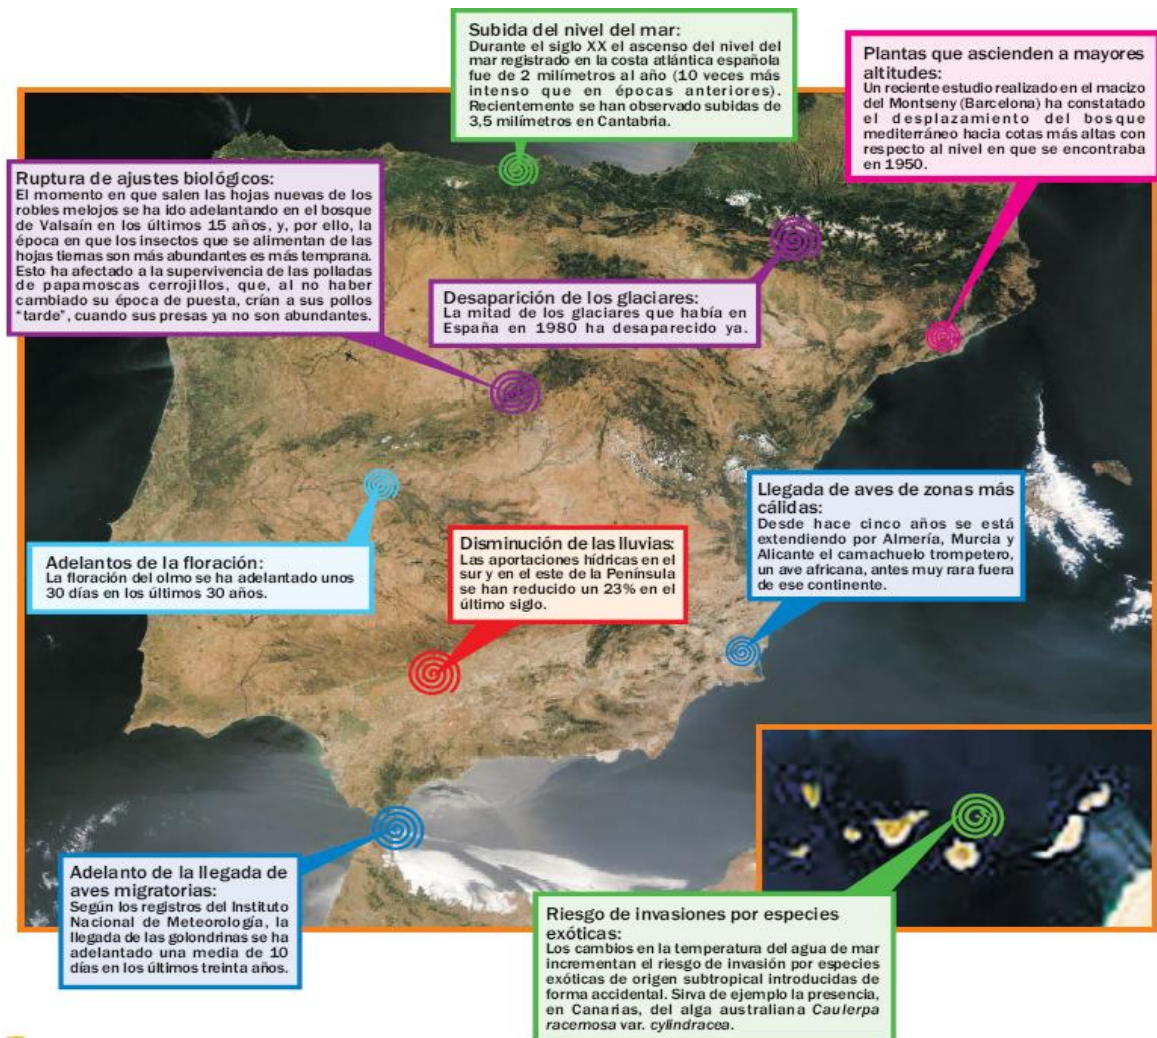 Subida del nivel del mar:
Durante el siglo XX el ascenso del nivel del
mar registrado en la costa atlántica española
fue de 2 milímetros al año (10 veces más
intenso que en épocas anteriores).
Recientemente se han observado subidas de
3,5 milímetros en Cantabria.
Plantas que ascienden a mayores
altitudes:
Un reciente estudio realizado en el macizo
del Montseny (Barcelona) ha constatado
el desplazamiento del bosque
mediterráneo hacia cotas más altas con
respecto al nivel en que se encontraba
en 1950.
Ruptura de ajustes biológicos:
El momento en que salen las hojas nuevas de los
robles melojos se ha ido adelantando en el bosque
de Valsaín en los últimos 15 años, y, por ello, la
época en que los insectos que se alimentan de las
hojas tiernas son más abundantes es más temprana.
Esto ha afectado a la supervivencia de las polladas
de papamoscas cerrojillos, que, al no haber
cambiado su época de puesta, crían a sus pollos
"tarde", cuando sus presas ya no son abundantes.
Desaparición de los glaciares:
La mitad de los glaciares que había en
España en 1980 ha desaparecido ya.
Llegada de aves de zonas más
cálidas:
Desde hace cinco años se está
extendiendo por Almería, Murcia y
Alicante el camachuelo trompetero,
un ave africana, antes muy rara fuera
de ese continente.
Adelantos de la floración:
La floración del olmo se ha adelantado unos
30 días en los últimos 30 años.
Disminución de las lluvias:
Las aportaciones hídricas en el
sur y en el este de la Península
se han reducido un 23% en el
último siglo.
Adelanto de la llegada de
aves migratorias:
Según los registros del Instituto
Nacional de Meteorología, la
llegada de las golondrinas se ha
adelantado una media de 10
días en los últimos treinta años.
Riesgo de invasiones por especies
exóticas:
Los cambios en la temperatura del agua de mar
incrementan el riesgo de invasión por especies
exóticas de origen subtropical introducidas de
forma accidental. Sirva de ejemplo la presencia,
en Canarias, del alga australiana Caulerpa
racemosa var. cylindracea.